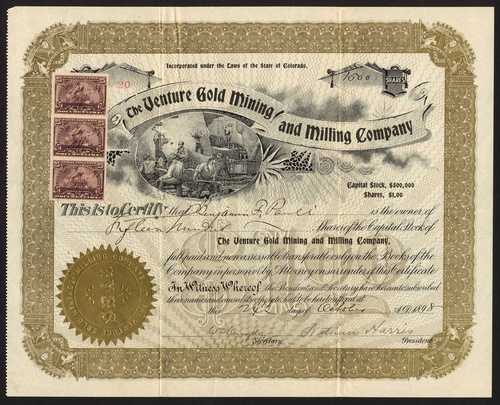 Incorporated under the Laws of the State of Colorado.
20
1500
SHARES
The Venture Gold Mining
and Milling Company
Capital Stock, $500,000
Shares, $1.00
This is to Certify that Benjamin F. is the owner of
Fifteen Hundred Shares of the Capital Stock of
The Venture Gold Mining and Milling Company,
full paid and non assessable transferable only on the Books of the
Company in person or by Attorney on surrender of this Certificate
In Witness Whereof the President and Secretary have hereunto subscribed
their names and caused its Corporate Seal to be hereto affixed at
this day of October A.D. 1898
Nathan Harris
Secretary. President
SEAL